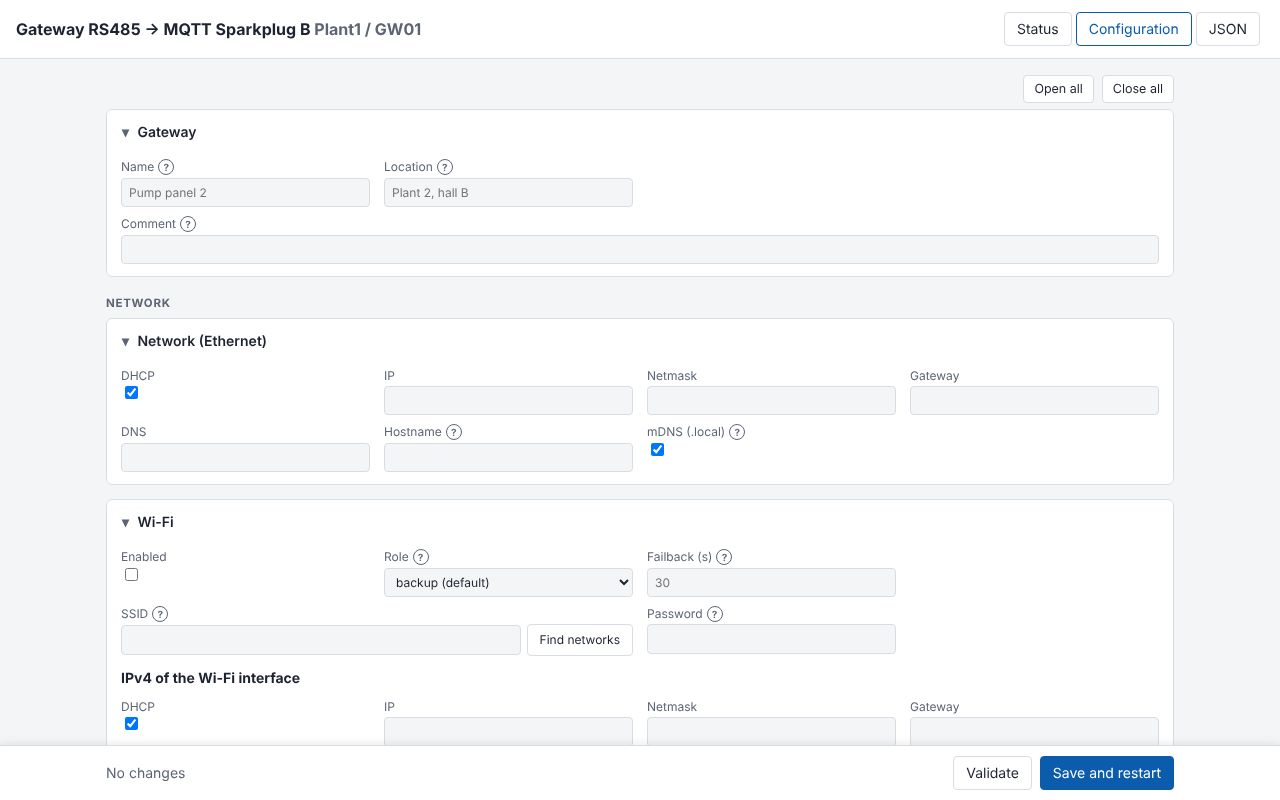 Gateway RS485 → MQTT Sparkplug B Plant1 / GW01
Status
Configuration
JSON
Open all
Close all
▼ Gateway
Name ?
Location ?
Pump panel 2
Plant 2, hall B
Comment ?
NETWORK
▼ Network (Ethernet)
DHCP
IP
Netmask
Gateway
DNS
Hostname ?
mDNS (.local) ?
▼ Wi-Fi
Enabled
Role ?
Failback (s) ?
backup (default)
30
SSID ?
Password ?
Find networks
IPv4 of the Wi-Fi interface
DHCP
IP
Netmask
Gateway
No changes
Validate
Save and restart